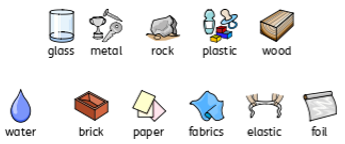 glass metal rock plastic wood
water brick paper fabrics elastic foil